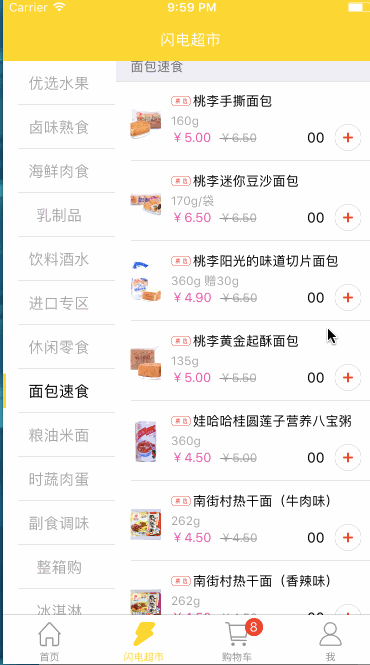 Carrier 9:59 PM
闪电超市
优选水果
卤味熟食
海鲜肉食
乳制品
饮料酒水
进口专区
休闲零食
面包速食
粮油米面
时蔬肉蛋
副食调味
整箱购
冰淇淋
面包速食
精选 桃李手撕面包
160g
￥5.00 ￥6.50 00
精选 桃李迷你豆沙面包
170g/袋
￥6.50 ￥6.50 00
精选 桃李阳光的味道切片面包
360g 赠30g
￥4.90 ￥6.50 00
精选 桃李黄金起酥面包
135g
￥5.00 ￥5.50 00
精选 娃哈哈桂圆莲子营养八宝粥
360g
￥4.50 ￥5.00 00
精选 南街村热干面（牛肉味）
262g
￥4.50 ￥4.50 00
精选 南街村热干面（香辣味）
262g
首页
闪电超市
购物车 8
我